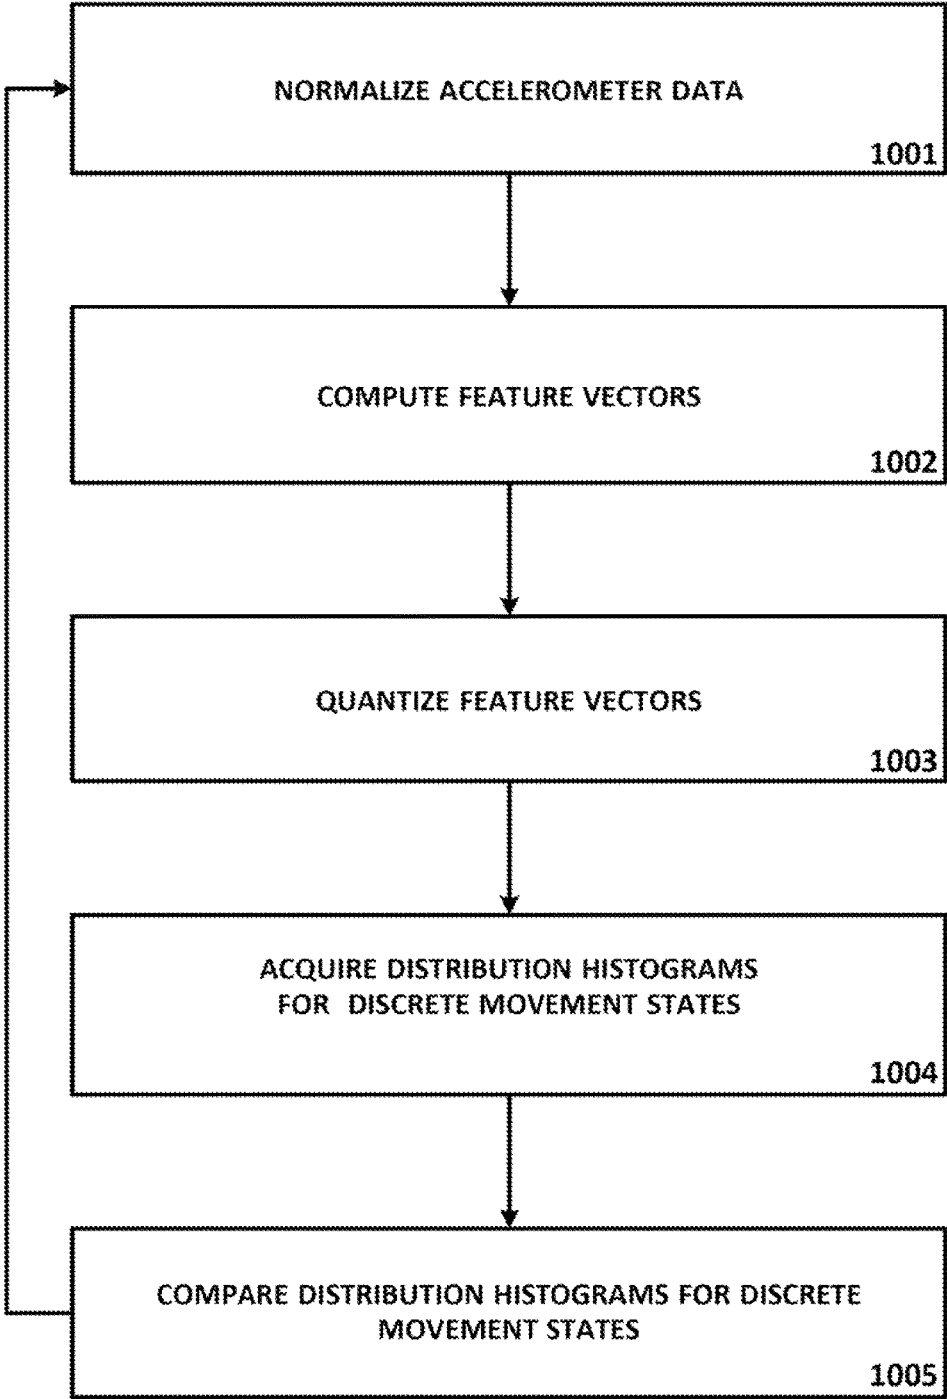 NORMALIZE ACCELEROMETER DATA
1001
COMPUTE FEATURE VECTORS
1002
QUANTIZE FEATURE VECTORS
1003
ACQUIRE DISTRIBUTION HISTOGRAMS
FOR DISCRETE MOVEMENT STATES
1004
COMPARE DISTRIBUTION HISTOGRAMS FOR DISCRETE
MOVEMENT STATES
1005